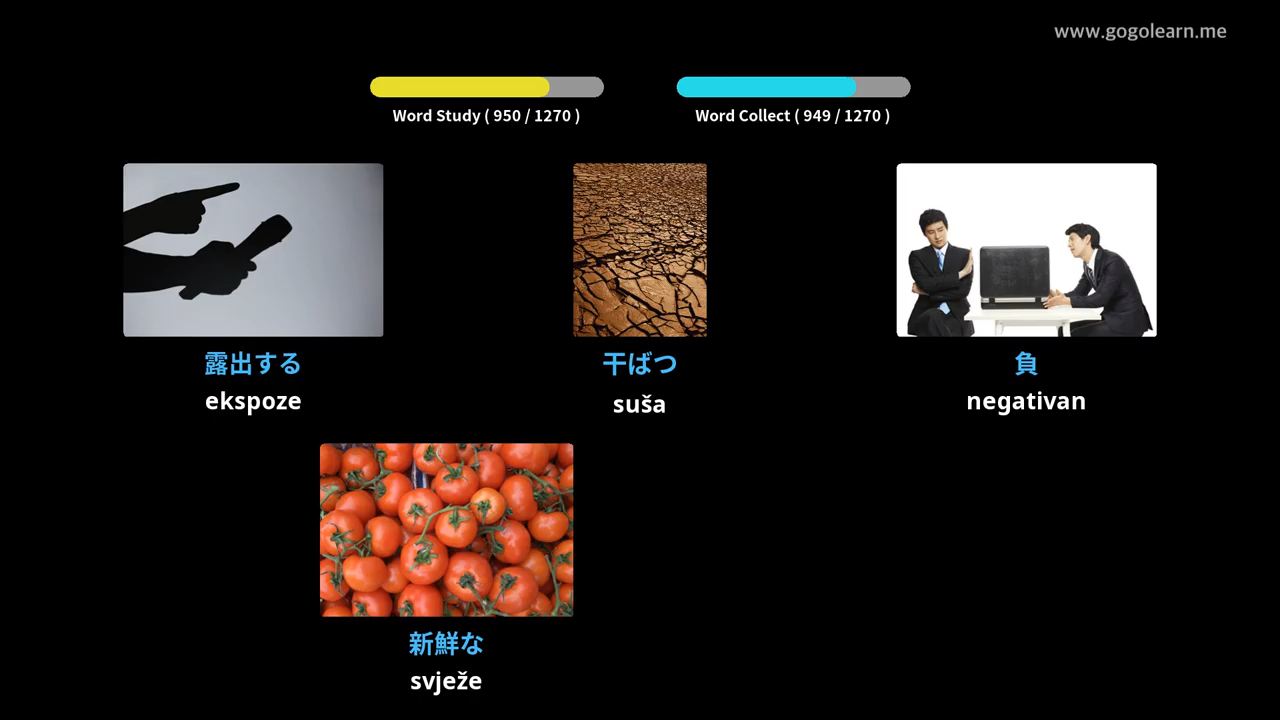 www.gogolearn.me
Word Study ( 950 / 1270 )
Word Collect ( 949 / 1270 )
露出する
ekspoze
干ばつ
suša
負
negativan
新鮮な
svježe